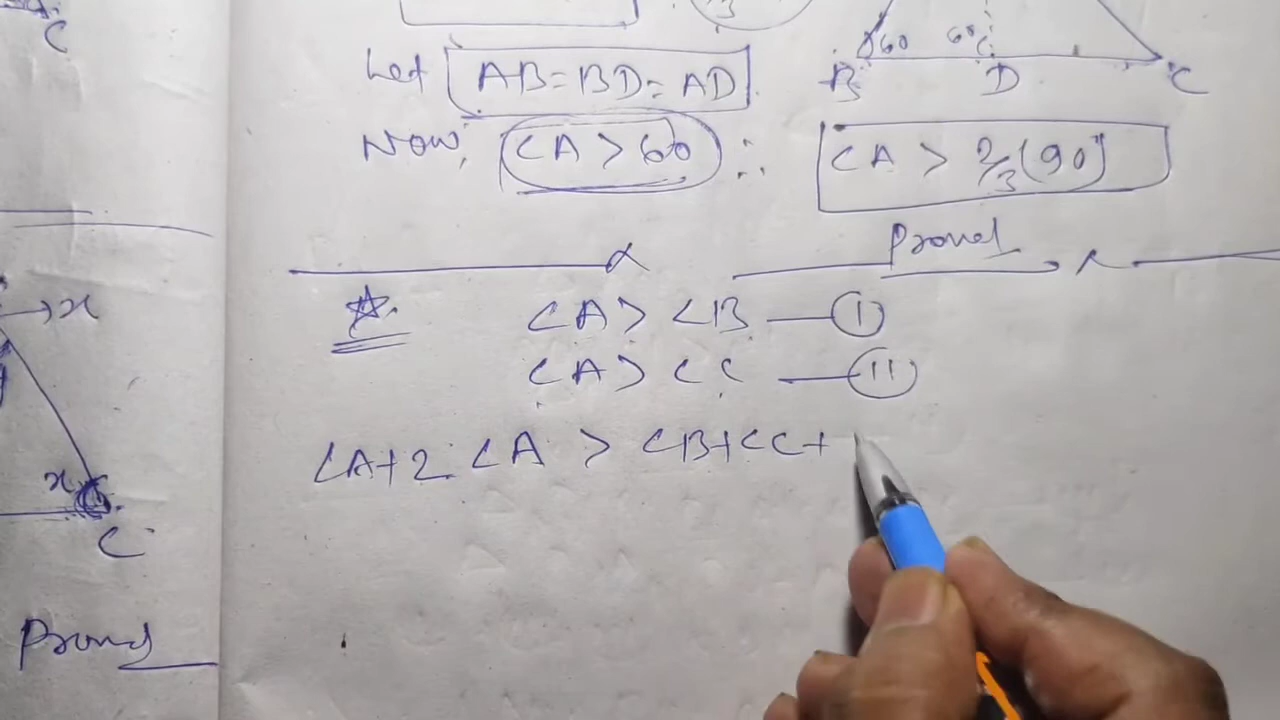 C
Let AB=BD=AD
B 60 60° D C
Now, <A > 60 ∴ <A > 2/3 (90°)
Proved
x
<A > <B — I
<A > <C — II
<A+2 <A > <B+<C+
x
C
Proved